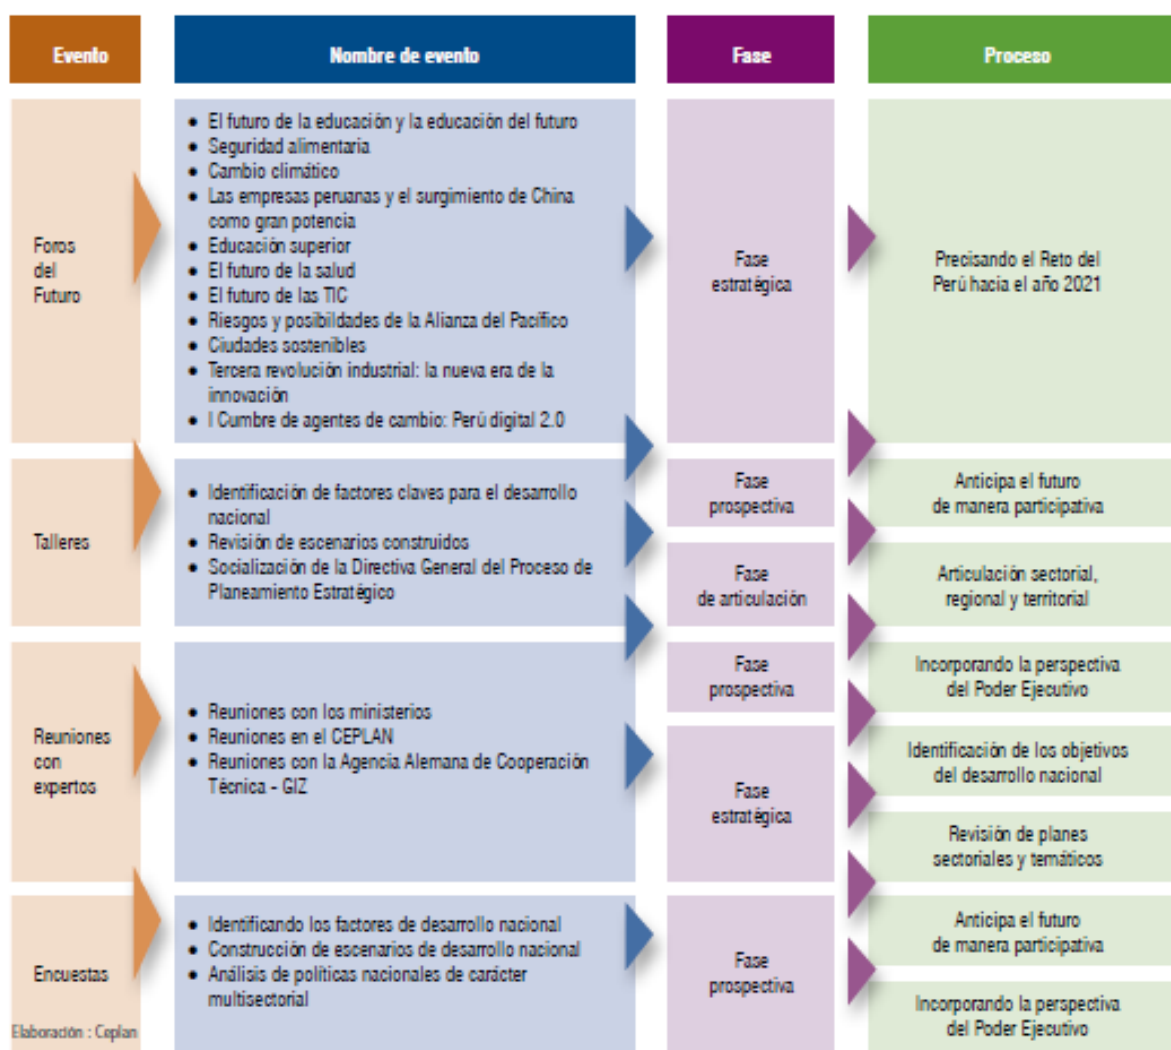 Evento
Nombre de evento
Fase
Proceso
Foros
del
Futuro
● El futuro de la educación y la educación del futuro
● Seguridad alimentaria
● Cambio climático
● Las empresas peruanas y el surgimiento de China
como gran potencia
● Educación superior
● El futuro de la salud
● El futuro de las TIC
● Riesgos y posibildades de la Alianza del Pacífico
● Ciudades sostenibles
● Tercera revolución industrial: la nueva era de la
innovación
● I Cumbre de agentes de cambio: Perú digital 2.0
Fase
estratégica
Precisando el Reto del
Perú hacia el año 2021
Talleres
● Identificación de factores claves para el desarrollo
nacional
● Revisión de escenarios construidos
● Socialización de la Directiva General del Proceso de
Planeamiento Estratégico
Fase
prospectiva
Anticipa el futuro
de manera participativa
Fase
de articulación
Articulación sectorial,
regional y territorial
Reuniones
con
expertos
● Reuniones con los ministerios
● Reuniones en el CEPLAN
● Reuniones con la Agencia Alemana de Cooperación
Técnica - GIZ
Fase
prospectiva
Incorporando la perspectiva
del Poder Ejecutivo
Fase
estratégica
Identificación de los objetivos
del desarrollo nacional
Revisión de planes
sectoriales y temáticos
Encuestas
● Identificando los factores de desarrollo nacional
● Construcción de escenarios de desarrollo nacional
● Análisis de políticas nacionales de carácter
multisectorial
Fase
prospectiva
Anticipa el futuro
de manera participativa
Incorporando la perspectiva
del Poder Ejecutivo
Elaboración : Ceplan